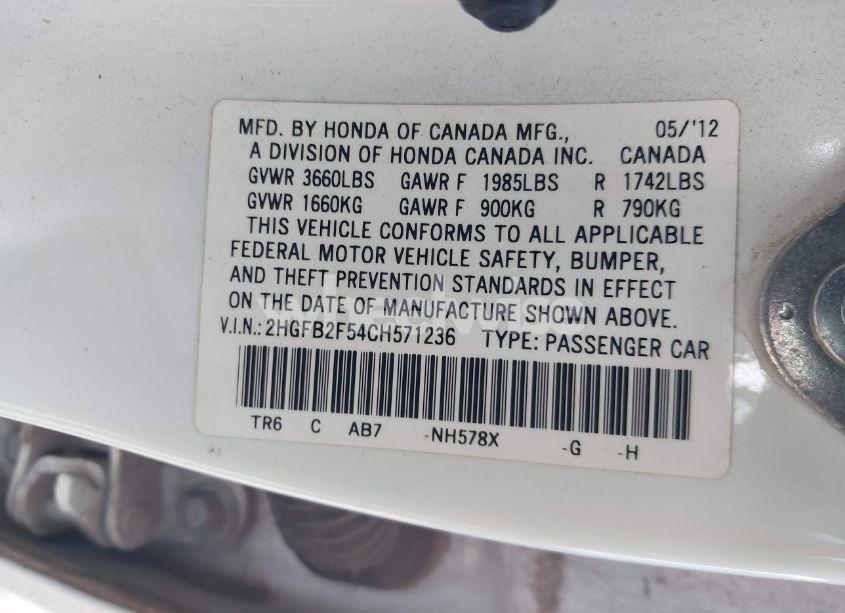 MFD. BY HONDA OF CANADA MFG., 05/'12
A DIVISION OF HONDA CANADA INC. CANADA
GVWR 3660LBS GAWR F 1985LBS R 1742LBS
GVWR 1660KG GAWR F 900KG R 790KG
THIS VEHICLE CONFORMS TO ALL APPLICABLE
FEDERAL MOTOR VEHICLE SAFETY, BUMPER,
AND THEFT PREVENTION STANDARDS IN EFFECT
ON THE DATE OF MANUFACTURE SHOWN ABOVE.
V.I.N.: 2HGFB2F54CH571236 TYPE: PASSENGER CAR
TR6 C AB7 -NH578X -G -H